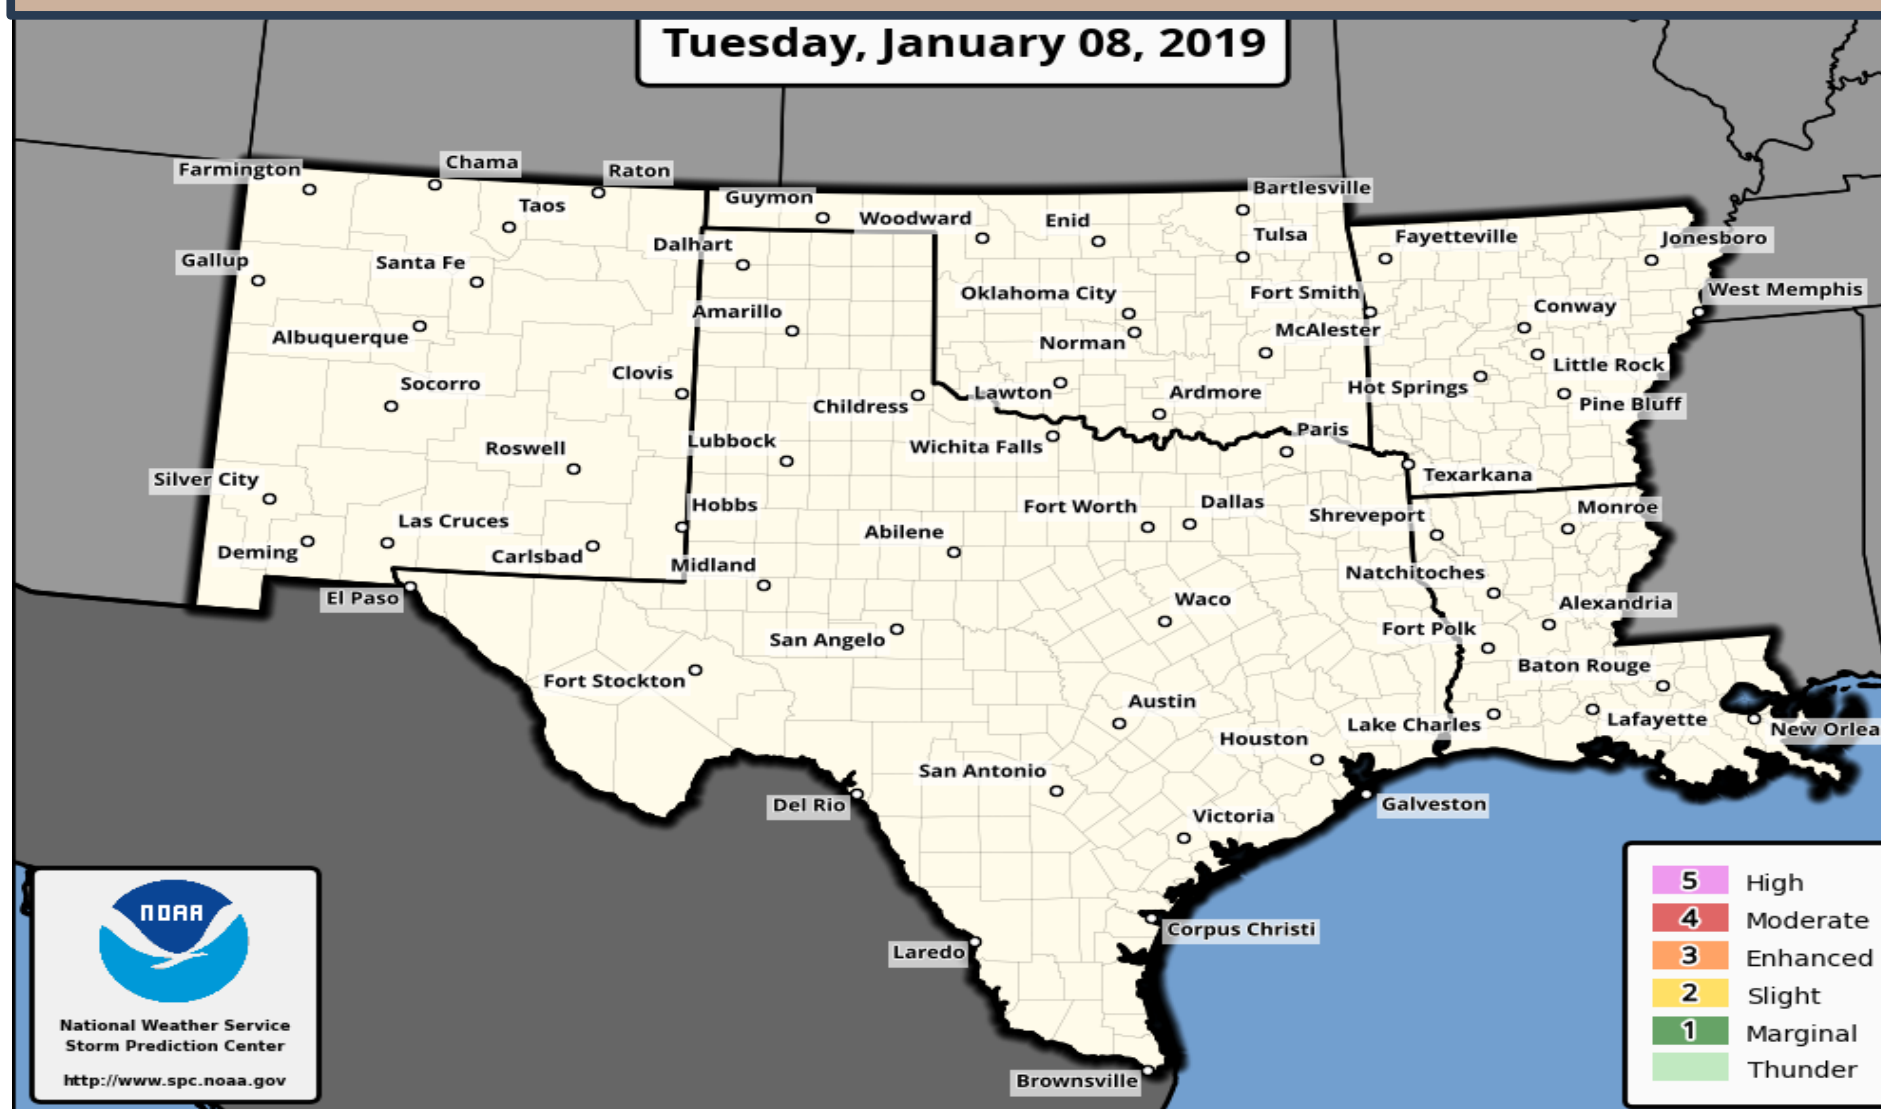 Tuesday, January 08, 2019
Farmington
Chama
Raton
Taos
Guymon
Woodward
Enid
Bartlesville
Tulsa
Fayetteville
Jonesboro
Gallup
Santa Fe
Dalhart
Oklahoma City
Fort Smith
West Memphis
Conway
Albuquerque
Amarillo
Norman
McAlester
Little Rock
Socorro
Clovis
Childress
Lawton
Ardmore
Hot Springs
Pine Bluff
Roswell
Lubbock
Wichita Falls
Paris
Texarkana
Silver City
Hobbs
Fort Worth
Dallas
Shreveport
Monroe
Las Cruces
Deming
Carlsbad
Midland
Abilene
Natchitoches
El Paso
Waco
Alexandria
San Angelo
Fort Polk
Fort Stockton
Baton Rouge
Austin
Lake Charles
Lafayette
New Orlea
Houston
San Antonio
Del Rio
Galveston
Victoria
Corpus Christi
Laredo
Brownsville
NOAA
National Weather Service
Storm Prediction Center
http://www.spc.noaa.gov
5 High
4 Moderate
3 Enhanced
2 Slight
1 Marginal
Thunder